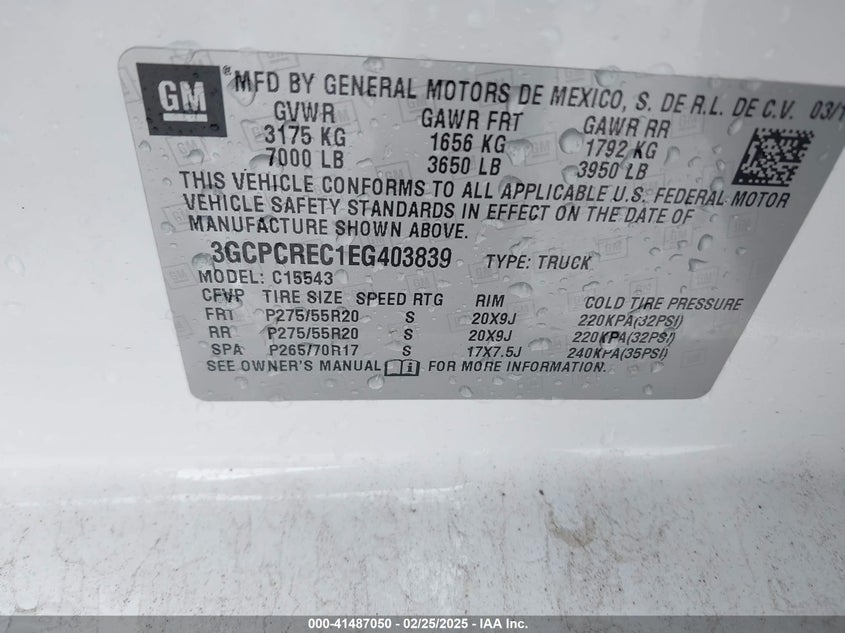 GM
® MFD BY GENERAL MOTORS DE MEXICO, S. DE R.L. DE C.V. 03/1
GVWR GAWR FRT GAWR RR
3175 KG 1656 KG 1792 KG
7000 LB 3650 LB 3950 LB
THIS VEHICLE CONFORMS TO ALL APPLICABLE U.S. FEDERAL MOTOR
VEHICLE SAFETY STANDARDS IN EFFECT ON THE DATE OF
MANUFACTURE SHOWN ABOVE.
3GCPCREC1EG403839 TYPE: TRUCK
MODEL: C15543
TIRE SIZE SPEED RTG RIM COLD TIRE PRESSURE
FRT P275/55R20 S 20X9J 220KPA(32PSI)
RR P275/55R20 S 20X9J 220KPA(32PSI)
SPA P265/70R17 S 17X7.5J 240KPA(35PSI)
SEE OWNER'S MANUAL FOR MORE INFORMATION.
000-41487050 - 02/25/2025 - IAA Inc.